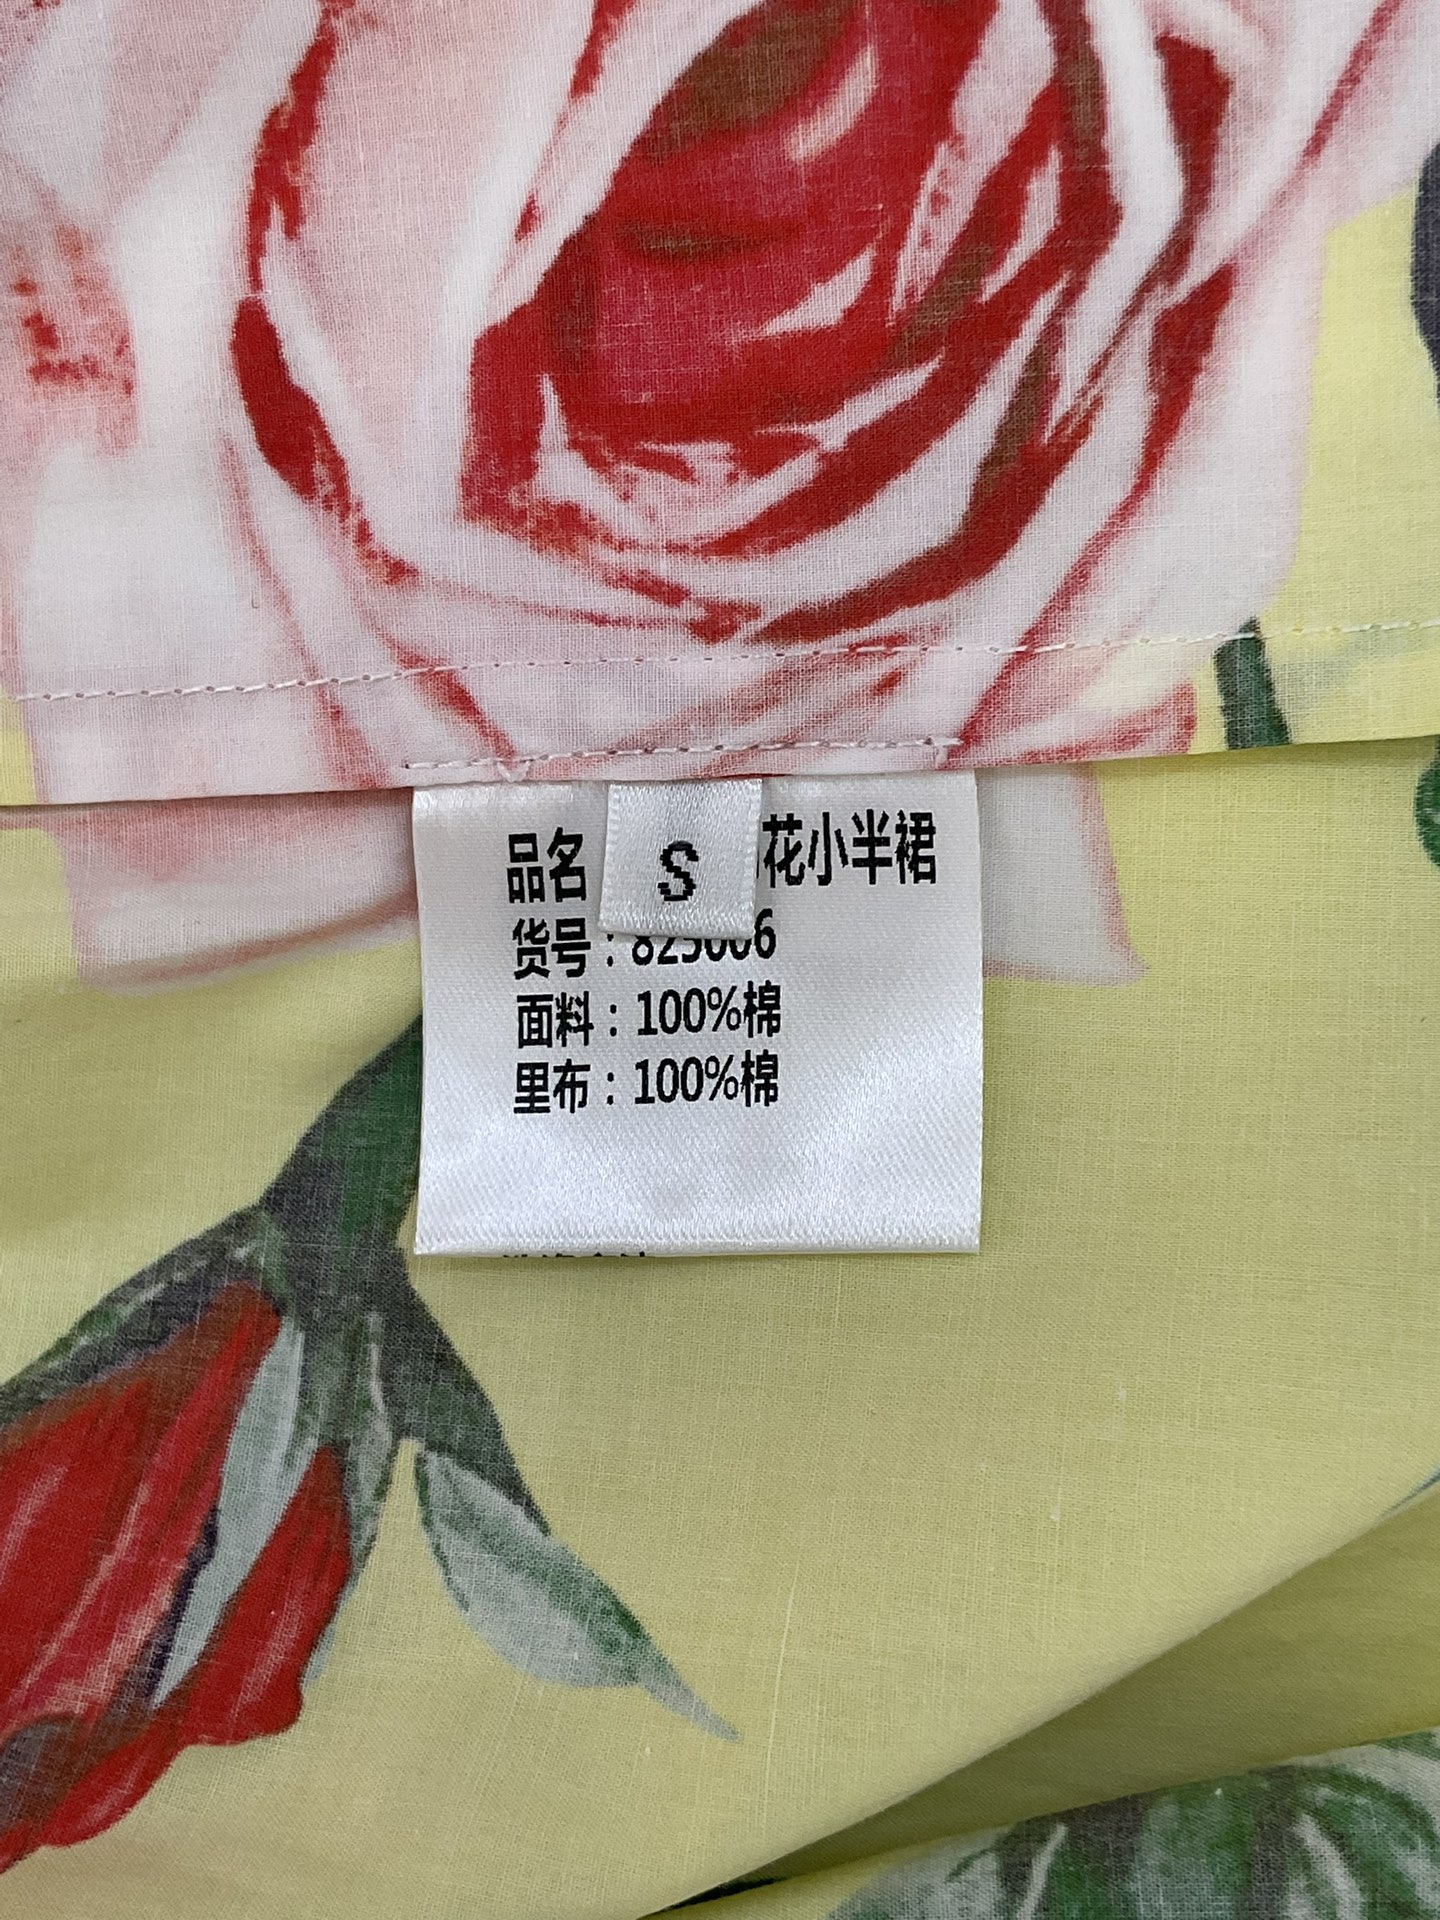 品名 花小半裙
S
货号：825006
面料：100%棉
里布：100%棉